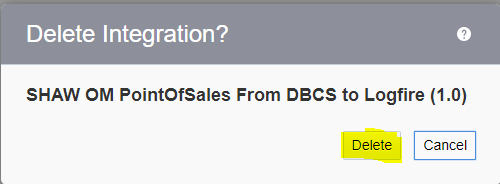 Delete Integration?
?
SHAW OM PointOfSales From DBCS to Logfire (1.0)
Delete Cancel